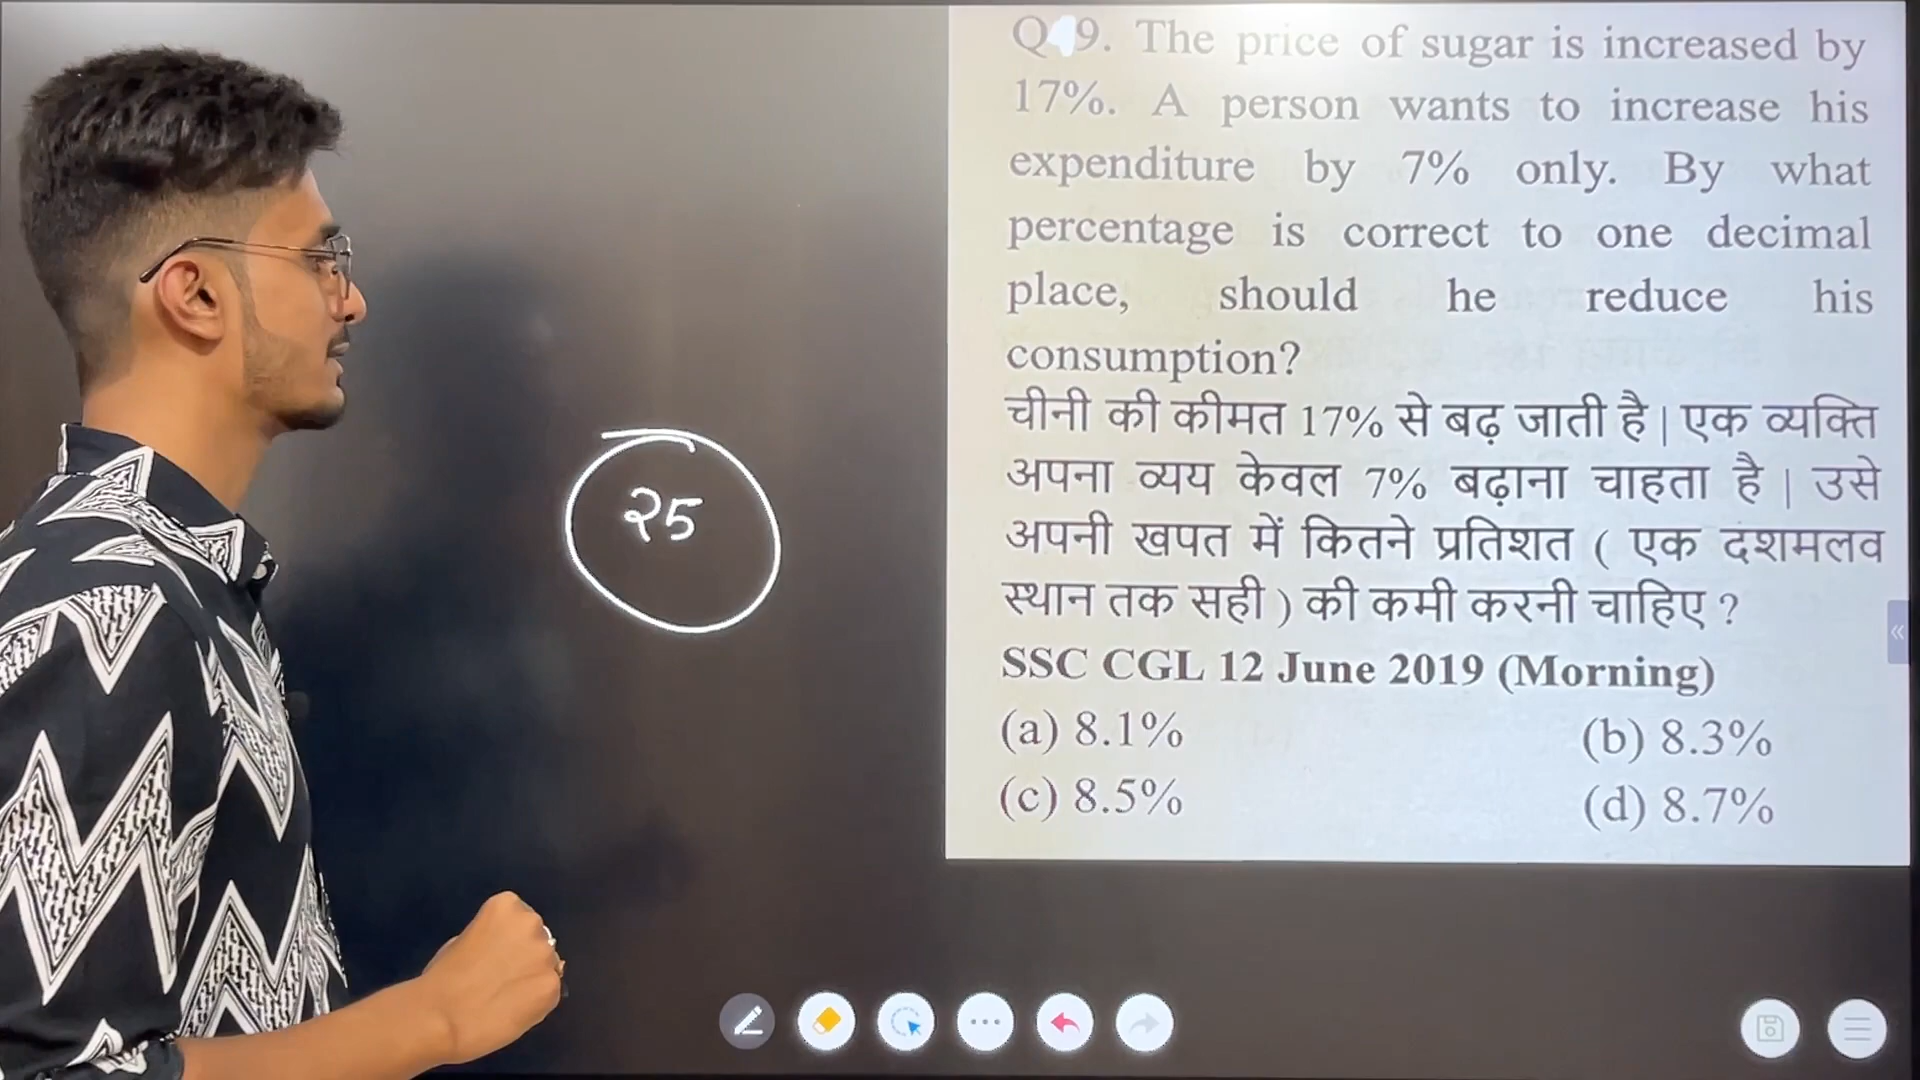 Q 9. The price of sugar is increased by
17%. A person wants to increase his
expenditure by 7% only. By what
percentage is correct to one decimal
place, should he reduce his
consumption?
चीनी की कीमत 17% से बढ़ जाती है | एक व्यक्ति
अपना व्यय केवल 7% बढ़ाना चाहता है | उसे
अपनी खपत में कितने प्रतिशत ( एक दशमलव
स्थान तक सही ) की कमी करनी चाहिए ?
SSC CGL 12 June 2019 (Morning)
(a) 8.1% (b) 8.3%
(c) 8.5% (d) 8.7%
२5